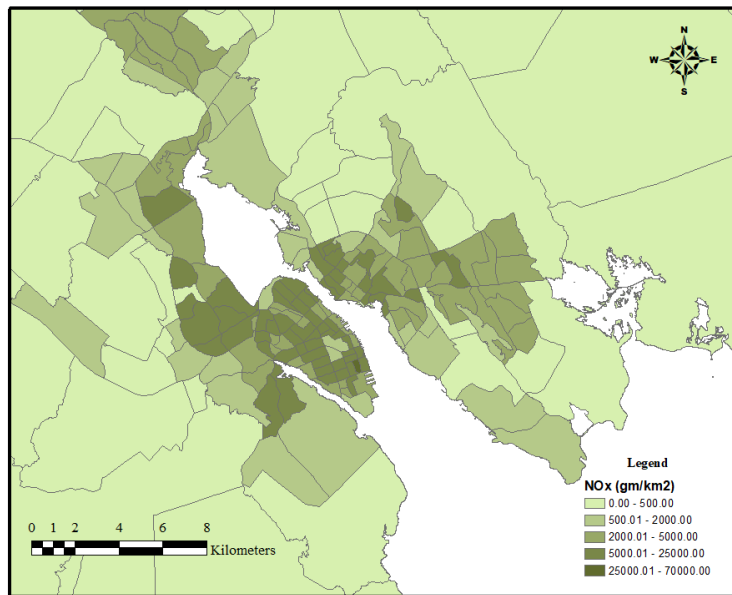 N
W E
S
Legend
NOx (gm/km2)
0.00 - 500.00
500.01 - 2000.00
2000.01 - 5000.00
5000.01 - 25000.00
25000.01 - 70000.00
0 1 2 4 6 8
Kilometers